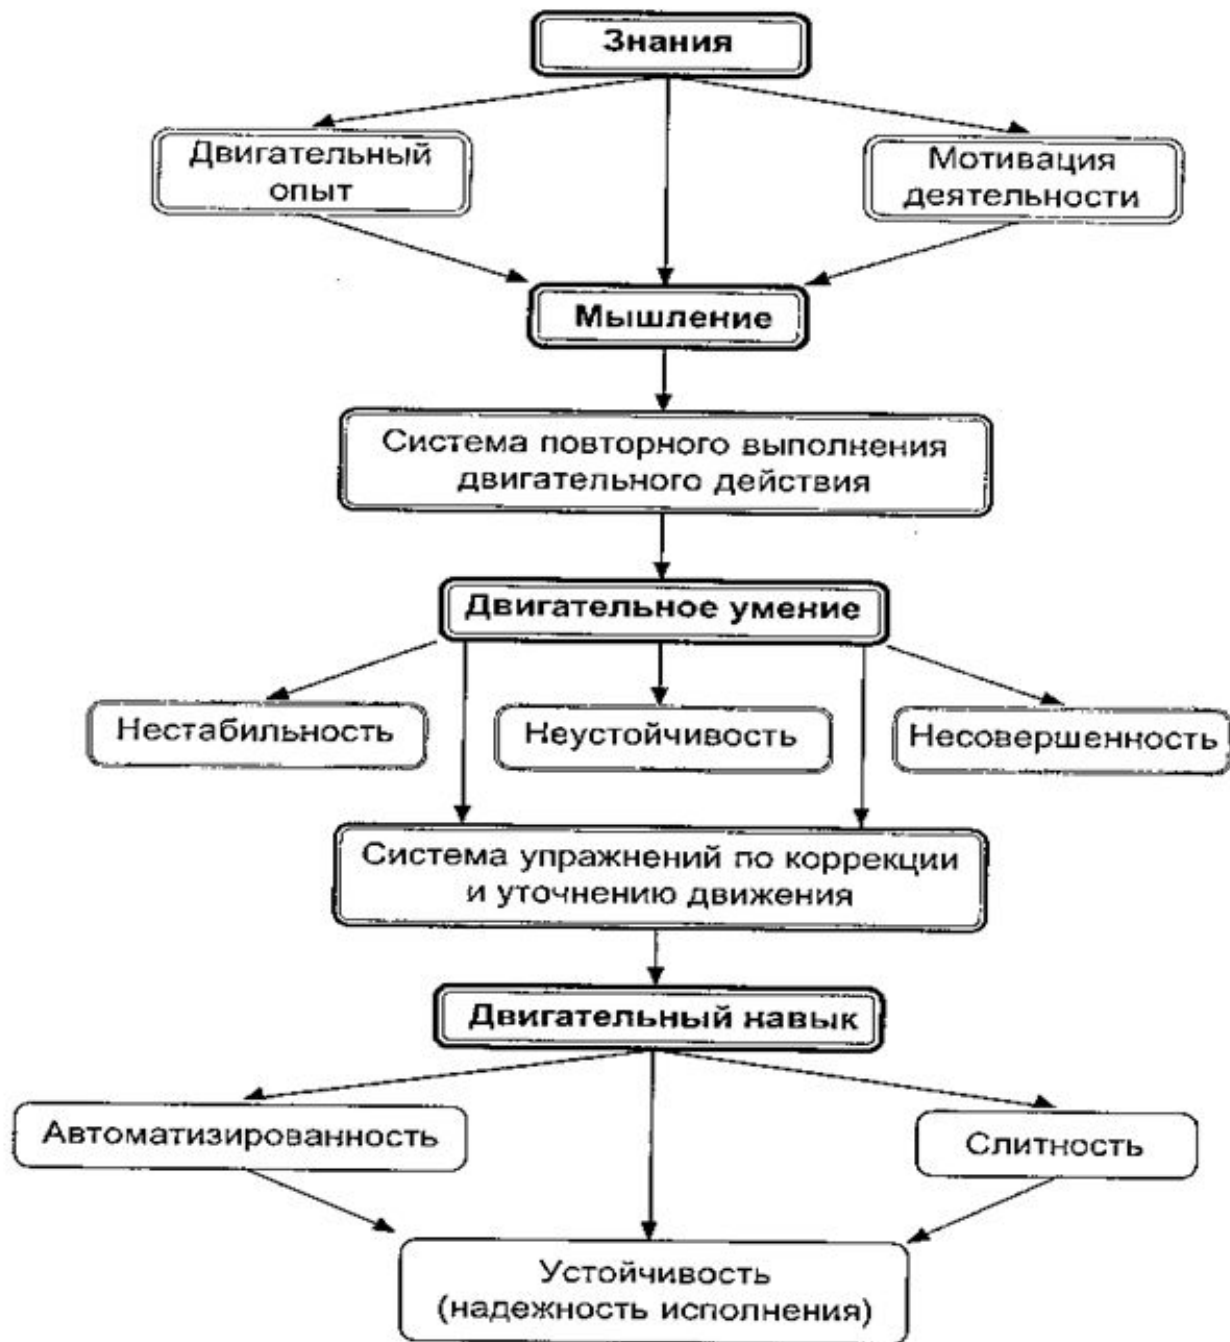 Знания
Двигательный
опыт
Мотивация
деятельности
Мышление
Система повторного выполнения
двигательного действия
Двигательное умение
Нестабильность
Неустойчивость
Несовершенность
Система упражнений по коррекции
и уточнению движения
Двигательный навык
Автоматизированность
Слитность
Устойчивость
(надежность исполнения)